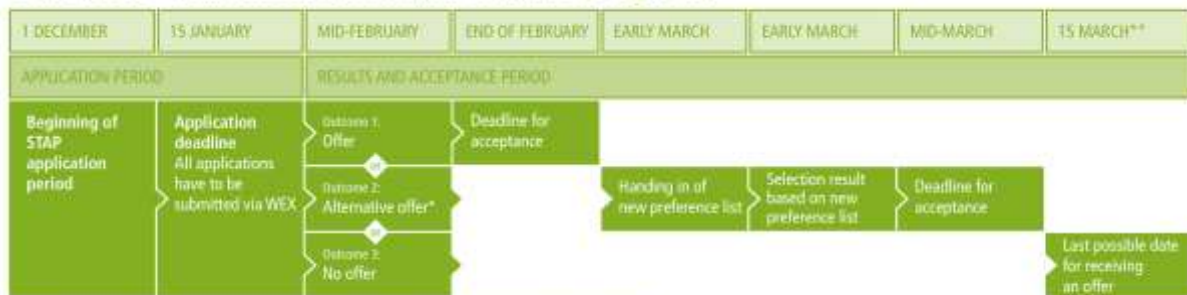 1 DECEMBER
15 JANUARY
MID-FEBRUARY
END OF FEBRUARY
EARLY MARCH
EARLY MARCH
MID-MARCH
15 MARCH**
APPLICATION PERIOD
RESULTS AND ACCEPTANCE PERIOD
Beginning of
STAP
application
period
Application
deadline
All applications
have to be
submitted via WEX
Outcome 1:
Offer
or
Outcome 2:
Alternative offer*
or
Outcome 3:
No offer
Deadline for
acceptance
Handing in of
new preference list
Selection result
based on new
preference list
Deadline for
acceptance
Last possible date
for receiving
an offer